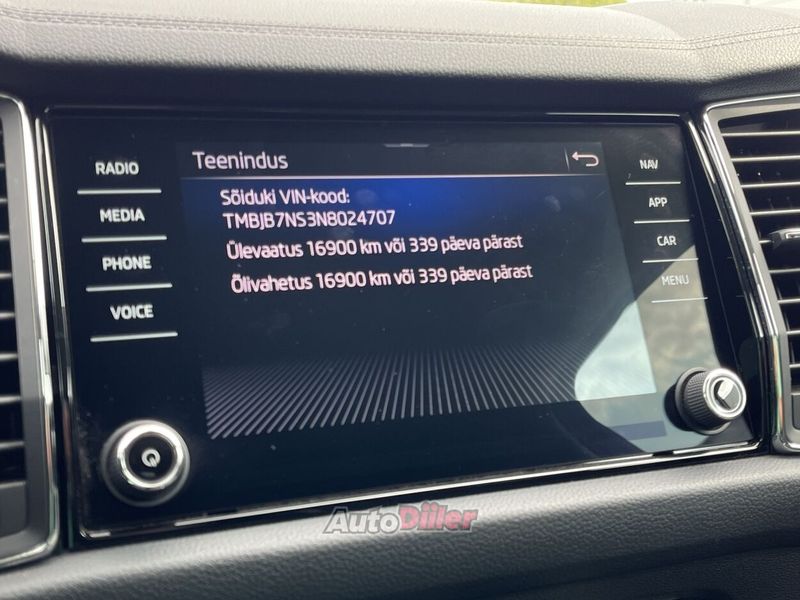 Teenindus
RADIO
MEDIA
PHONE
VOICE
Sõiduki VIN-kood:
TMBJB7NS3N8024707
Ülevaatus 16900 km või 339 päeva pärast
Õlivahetus 16900 km või 339 päeva pärast
NAV
APP
CAR
MENU
AutoDiiler